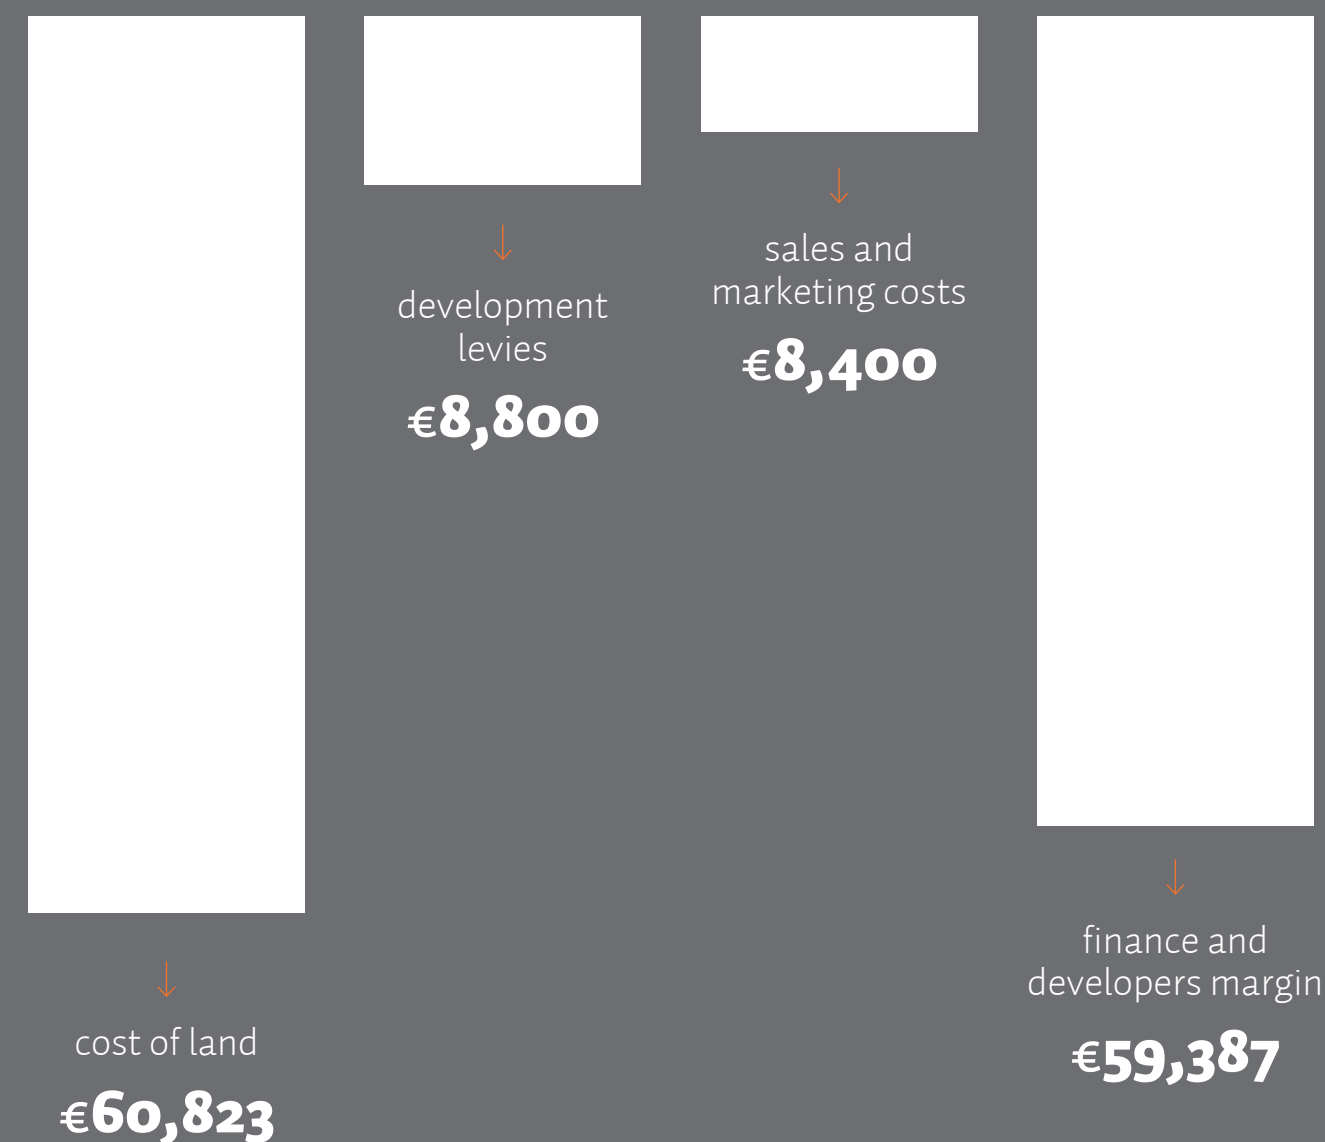 cost of land
€60,823
development
levies
€8,800
sales and
marketing costs
€8,400
finance and
developers margin
€59,387